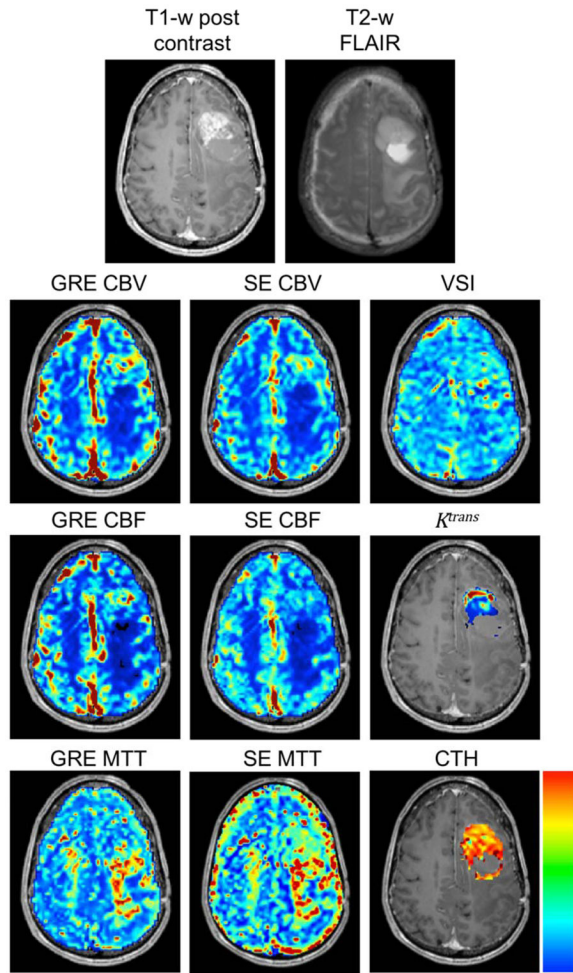 T1-w post
contrast
T2-w
FLAIR
GRE CBV
SE CBV
VSI
GRE CBF
SE CBF
K^trans
GRE MTT
SE MTT
CTH